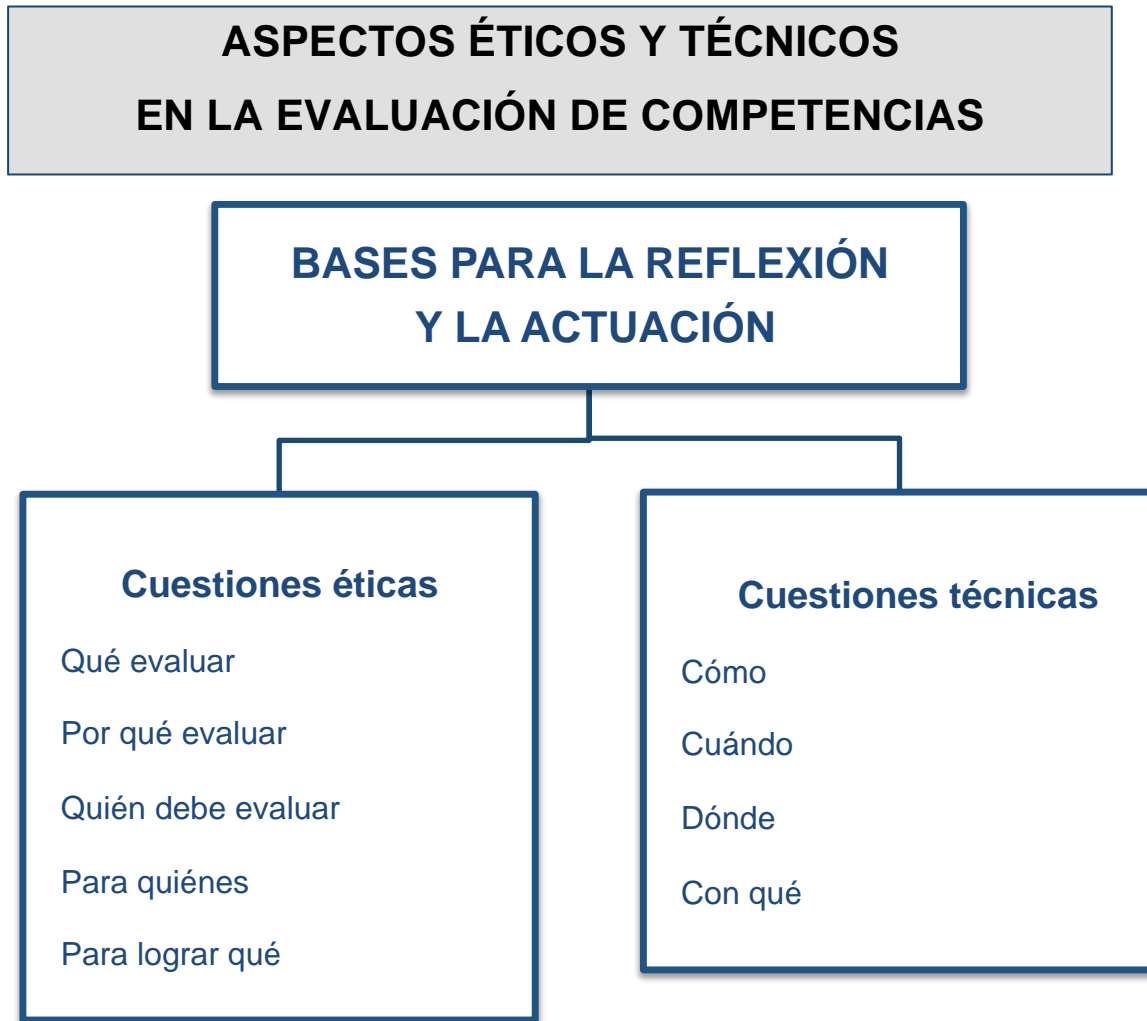 ASPECTOS ÉTICOS Y TÉCNICOS
EN LA EVALUACIÓN DE COMPETENCIAS
BASES PARA LA REFLEXIÓN
Y LA ACTUACIÓN
Cuestiones éticas
Qué evaluar
Por qué evaluar
Quién debe evaluar
Para quiénes
Para lograr qué
Cuestiones técnicas
Cómo
Cuándo
Dónde
Con qué